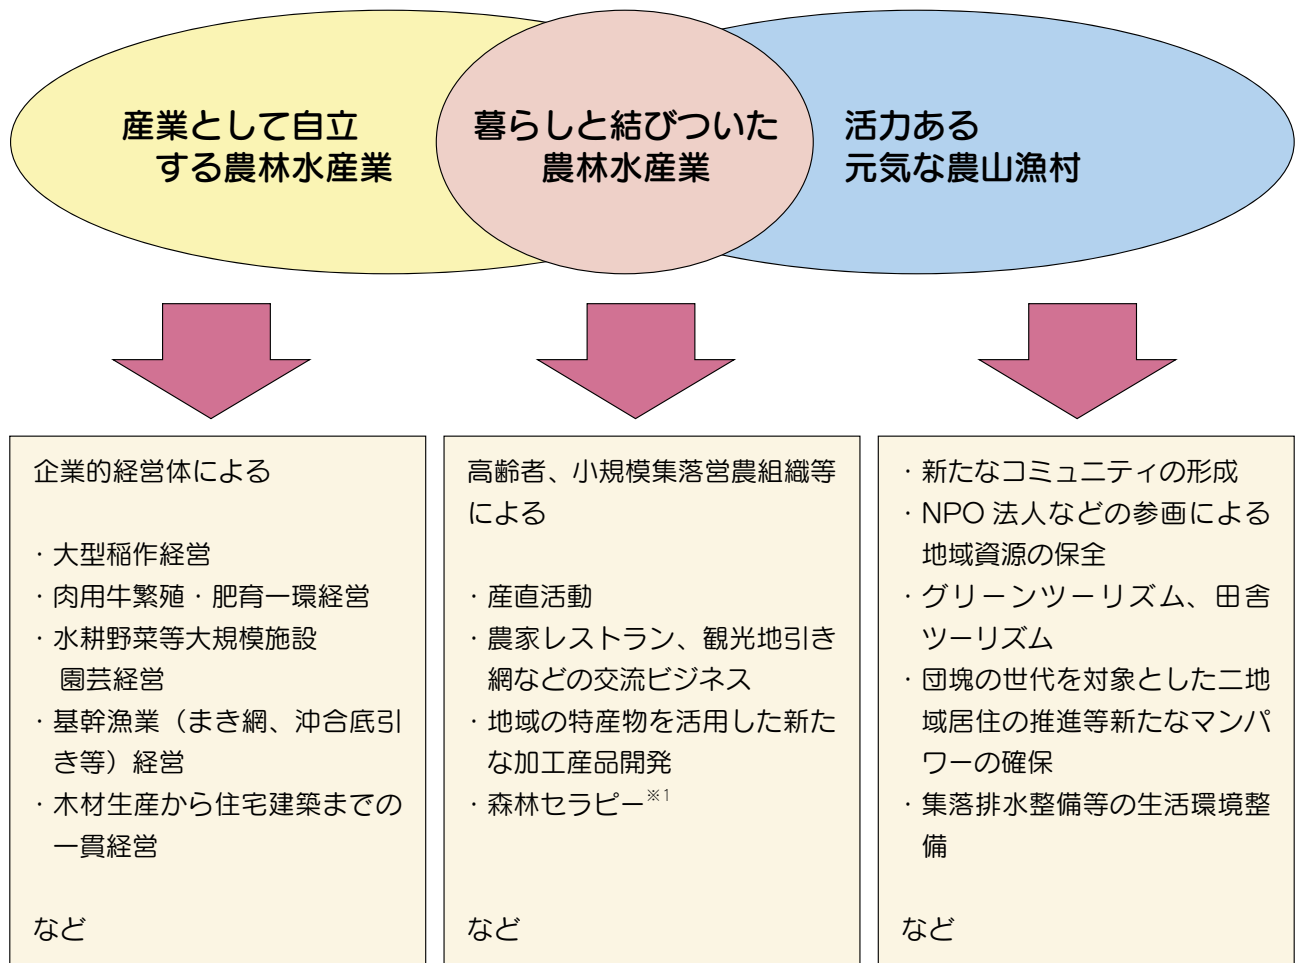 産業として自立
する農林水産業
暮らしと結びついた
農林水産業
活力ある
元気な農山漁村
企業的経営体による
・大型稲作経営
・肉用牛繁殖・肥育一環経営
・水耕野菜等大規模施設
園芸経営
・基幹漁業（まき網、沖合底引
き等）経営
・木材生産から住宅建築までの
一貫経営
など
高齢者、小規模集落営農組織等
による
・産直活動
・農家レストラン、観光地引き
網などの交流ビジネス
・地域の特産物を活用した新た
な加工産品開発
・森林セラピー※1
など
・新たなコミュニティの形成
・NPO 法人などの参画による
地域資源の保全
・グリーンツーリズム、田舎
ツーリズム
・団塊の世代を対象とした二地
域居住の推進等新たなマンパ
ワーの確保
・集落排水整備等の生活環境整
備
など